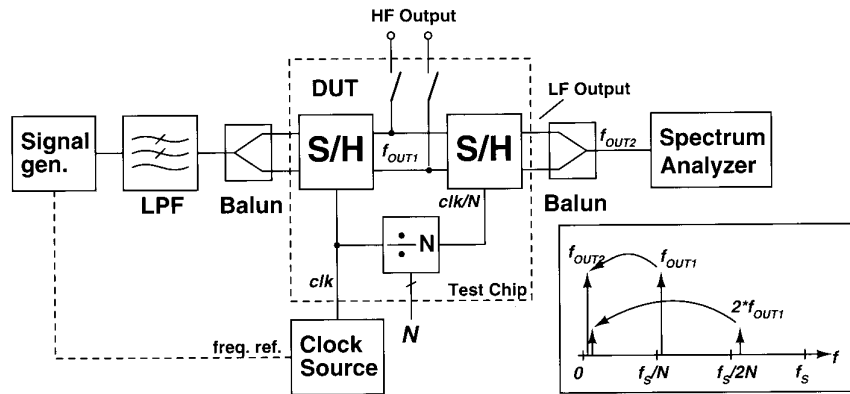 HF Output
DUT
LF Output
Signal
gen.
S/H
f_OUT1
S/H
f_OUT2
Spectrum
Analyzer
LPF
Balun
clk/N
Balun
÷ N
clk
Test Chip
N
freq. ref.
Clock
Source
f_OUT2
f_OUT1
2*f_OUT1
0
f_S/N
f_S/2N
f_S
f